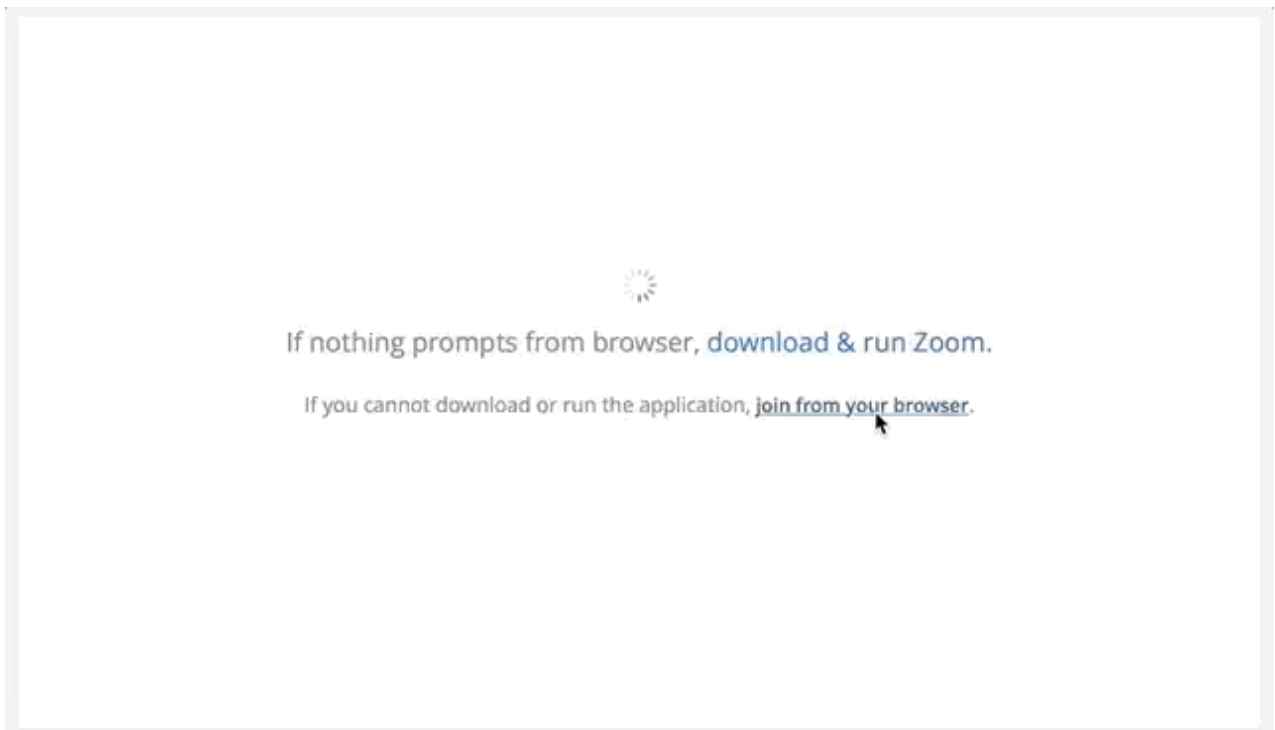 If nothing prompts from browser, download & run Zoom.
If you cannot download or run the application, join from your browser.